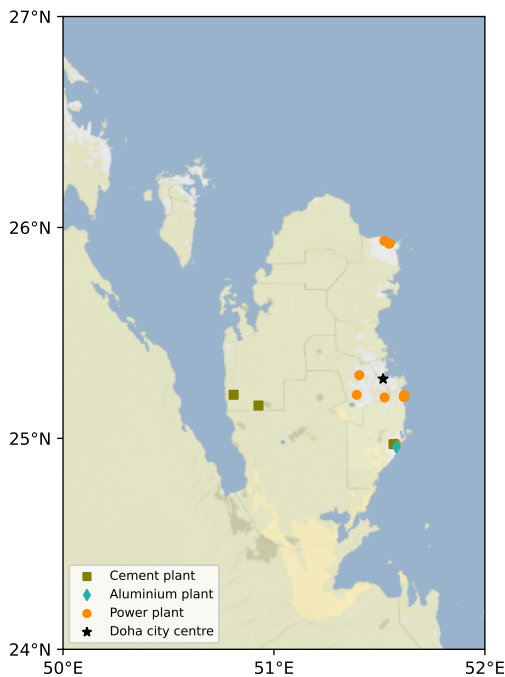 27°N
26°N
25°N
24°N
Cement plant
Aluminium plant
Power plant
Doha city centre
50°E 51°E 52°E